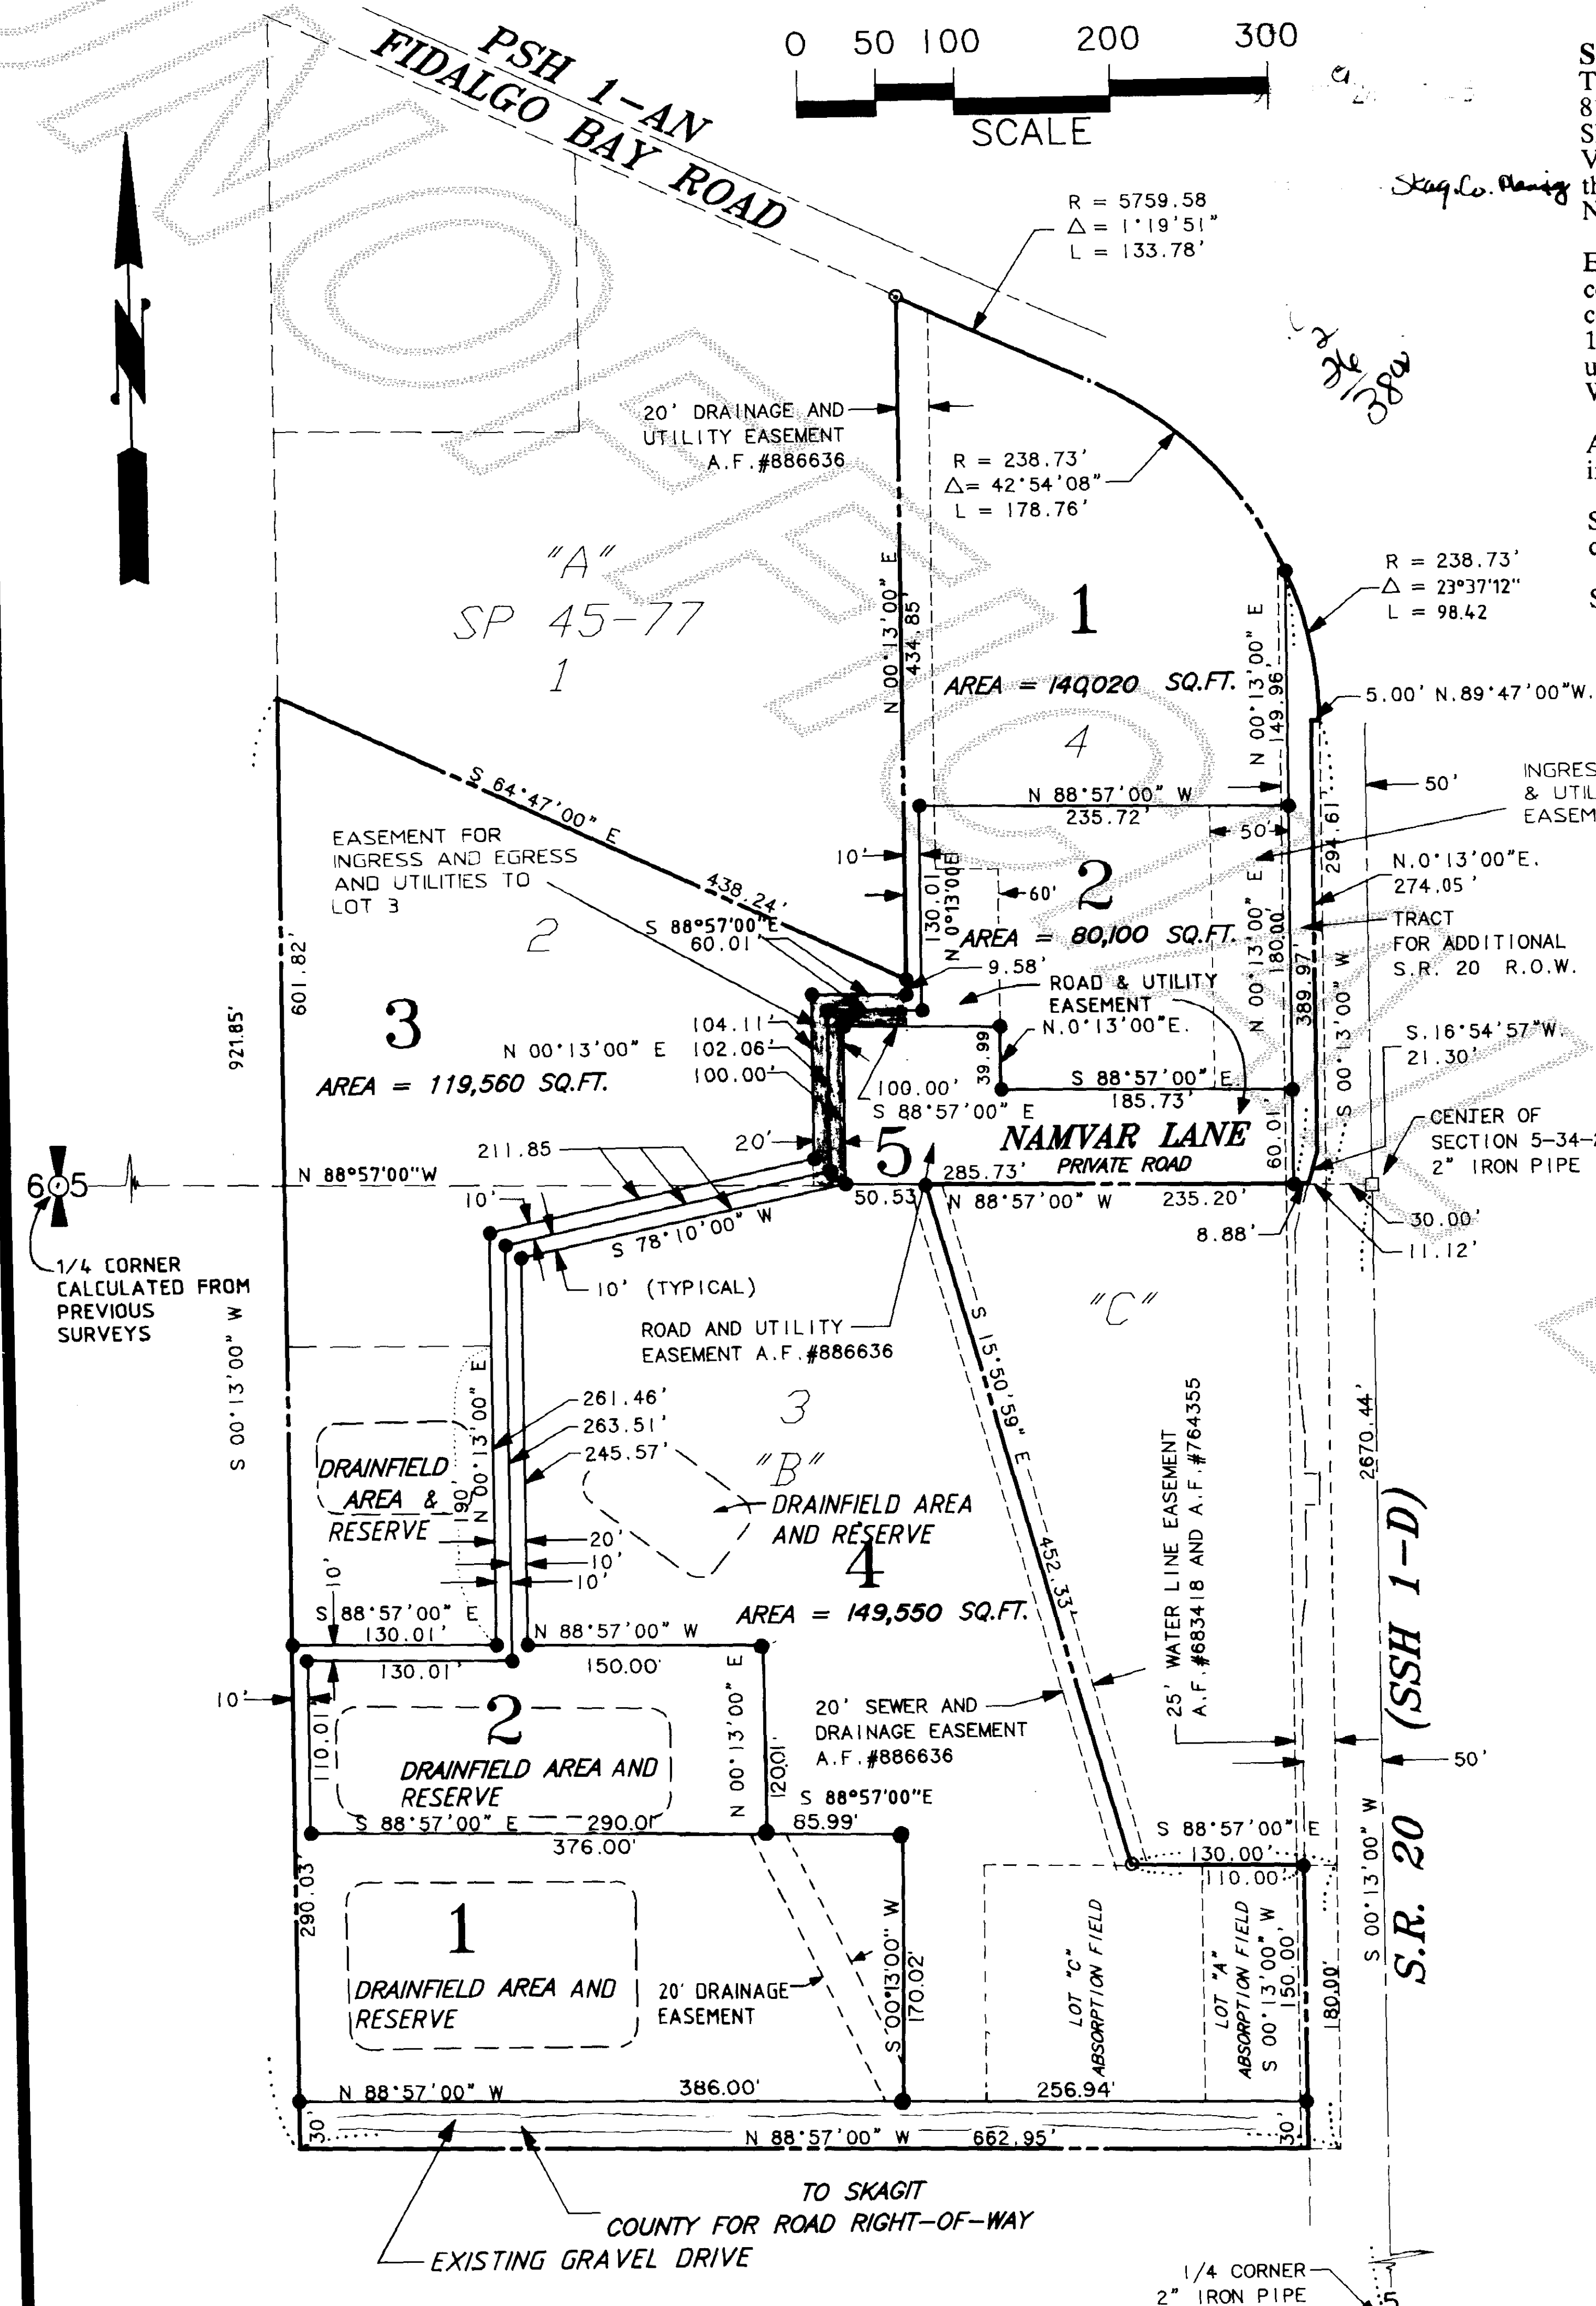 PSH 1-AN
FIDALGO BAY ROAD
0 50 100 200 300
SCALE
Skag. Co.
R = 5759.58
Δ = 1°19'51"
L = 133.78'
20' DRAINAGE AND
UTILITY EASEMENT
A.F.#886636
R = 238.73'
Δ= 42°54'08"
L = 178.76'
R = 238.73'
Δ = 23°37'12"
L = 98.42
"A"
SP 45-77
1
N 00°13'00" E
434.85'
1
AREA = 140,020 SQ.FT.
4
N 00°13'00" E
149.96'
5.00' N.89°47'00"W.
50'
INGRES
& UTIL
EASEM
S 64°47'00" E
438.24'
N 88°57'00" W
235.72'
50'
294.61'
N.0°13'00"E.
274.05'
EASEMENT FOR
INGRESS AND EGRESS
AND UTILITIES TO
LOT 3
10'
130.01
N 0°13'00"E
60'
2
AREA = 80,100 SQ.FT.
N 00°13'00" E
180.00'
389.97'
S 00°13'00" W
TRACT
FOR ADDITIONAL
S.R. 20 R.O.W.
2
S 88°57'00"E
60.01'
9.58'
ROAD & UTILITY
EASEMENT
N.0°13'00"E.
39.99
601.82'
921.85'
3
AREA = 119,560 SQ.FT.
N 00°13'00" E
104.11'
102.06'
100.00'
100.00'
S 88°57'00" E
S 88°57'00" E
185.73'
S.16°54'57"W.
21.30'
CENTER OF
SECTION 5-34-2
2" IRON PIPE
20'
5
NAMVAR LANE
PRIVATE ROAD
60.01'
6 5
N 88°57'00"W
211.85
285.73'
50.53
N 88°57'00" W
235.20'
8.88'
30.00'
11.12'
10'
S 78°10'00" W
10' (TYPICAL)
1/4 CORNER
CALCULATED FROM
PREVIOUS
SURVEYS
S 00°13'00" W
ROAD AND UTILITY
EASEMENT A.F.#886636
"C"
S 15°50'59" E
452.33'
N 00°13'00" E
190'
261.46'
263.51'
245.57'
3
"B"
DRAINFIELD
AREA &
RESERVE
DRAINFIELD AREA
AND RESERVE
20'
10'
10'
4
AREA = 149,550 SQ.FT.
25' WATER LINE EASEMENT
A.F.#683418 AND A.F.#764355
2670.44'
S.R. 20 (SSH 1-D)
10'
S 88°57'00" E
130.01'
130.01'
N 88°57'00" W
150.00'
10'
110.01
N 00°13'00" E
120.01'
2
DRAINFIELD AREA AND
RESERVE
20' SEWER AND
DRAINAGE EASEMENT
A.F.#886636
50'
S 88°57'00"E
85.99'
S 88°57'00" E
290.01'
376.00'
S 88°57'00" E
130.00'
110.00'
290.03'
1
DRAINFIELD AREA AND
RESERVE
20' DRAINAGE
EASEMENT
S 00°13'00" W
170.02'
LOT "C"
ABSORPTION FIELD
LOT "A"
ABSORPTION FIELD
S 00°13'00" W
150.00'
180.00'
S 00°13'00" W
N 88°57'00" W
386.00'
256.94'
30'
N 88°57'00" W
662.95'
30'
TO SKAGIT
COUNTY FOR ROAD RIGHT-OF-WAY
EXISTING GRAVEL DRIVE
1/4 CORNER
2" IRON PIPE
5